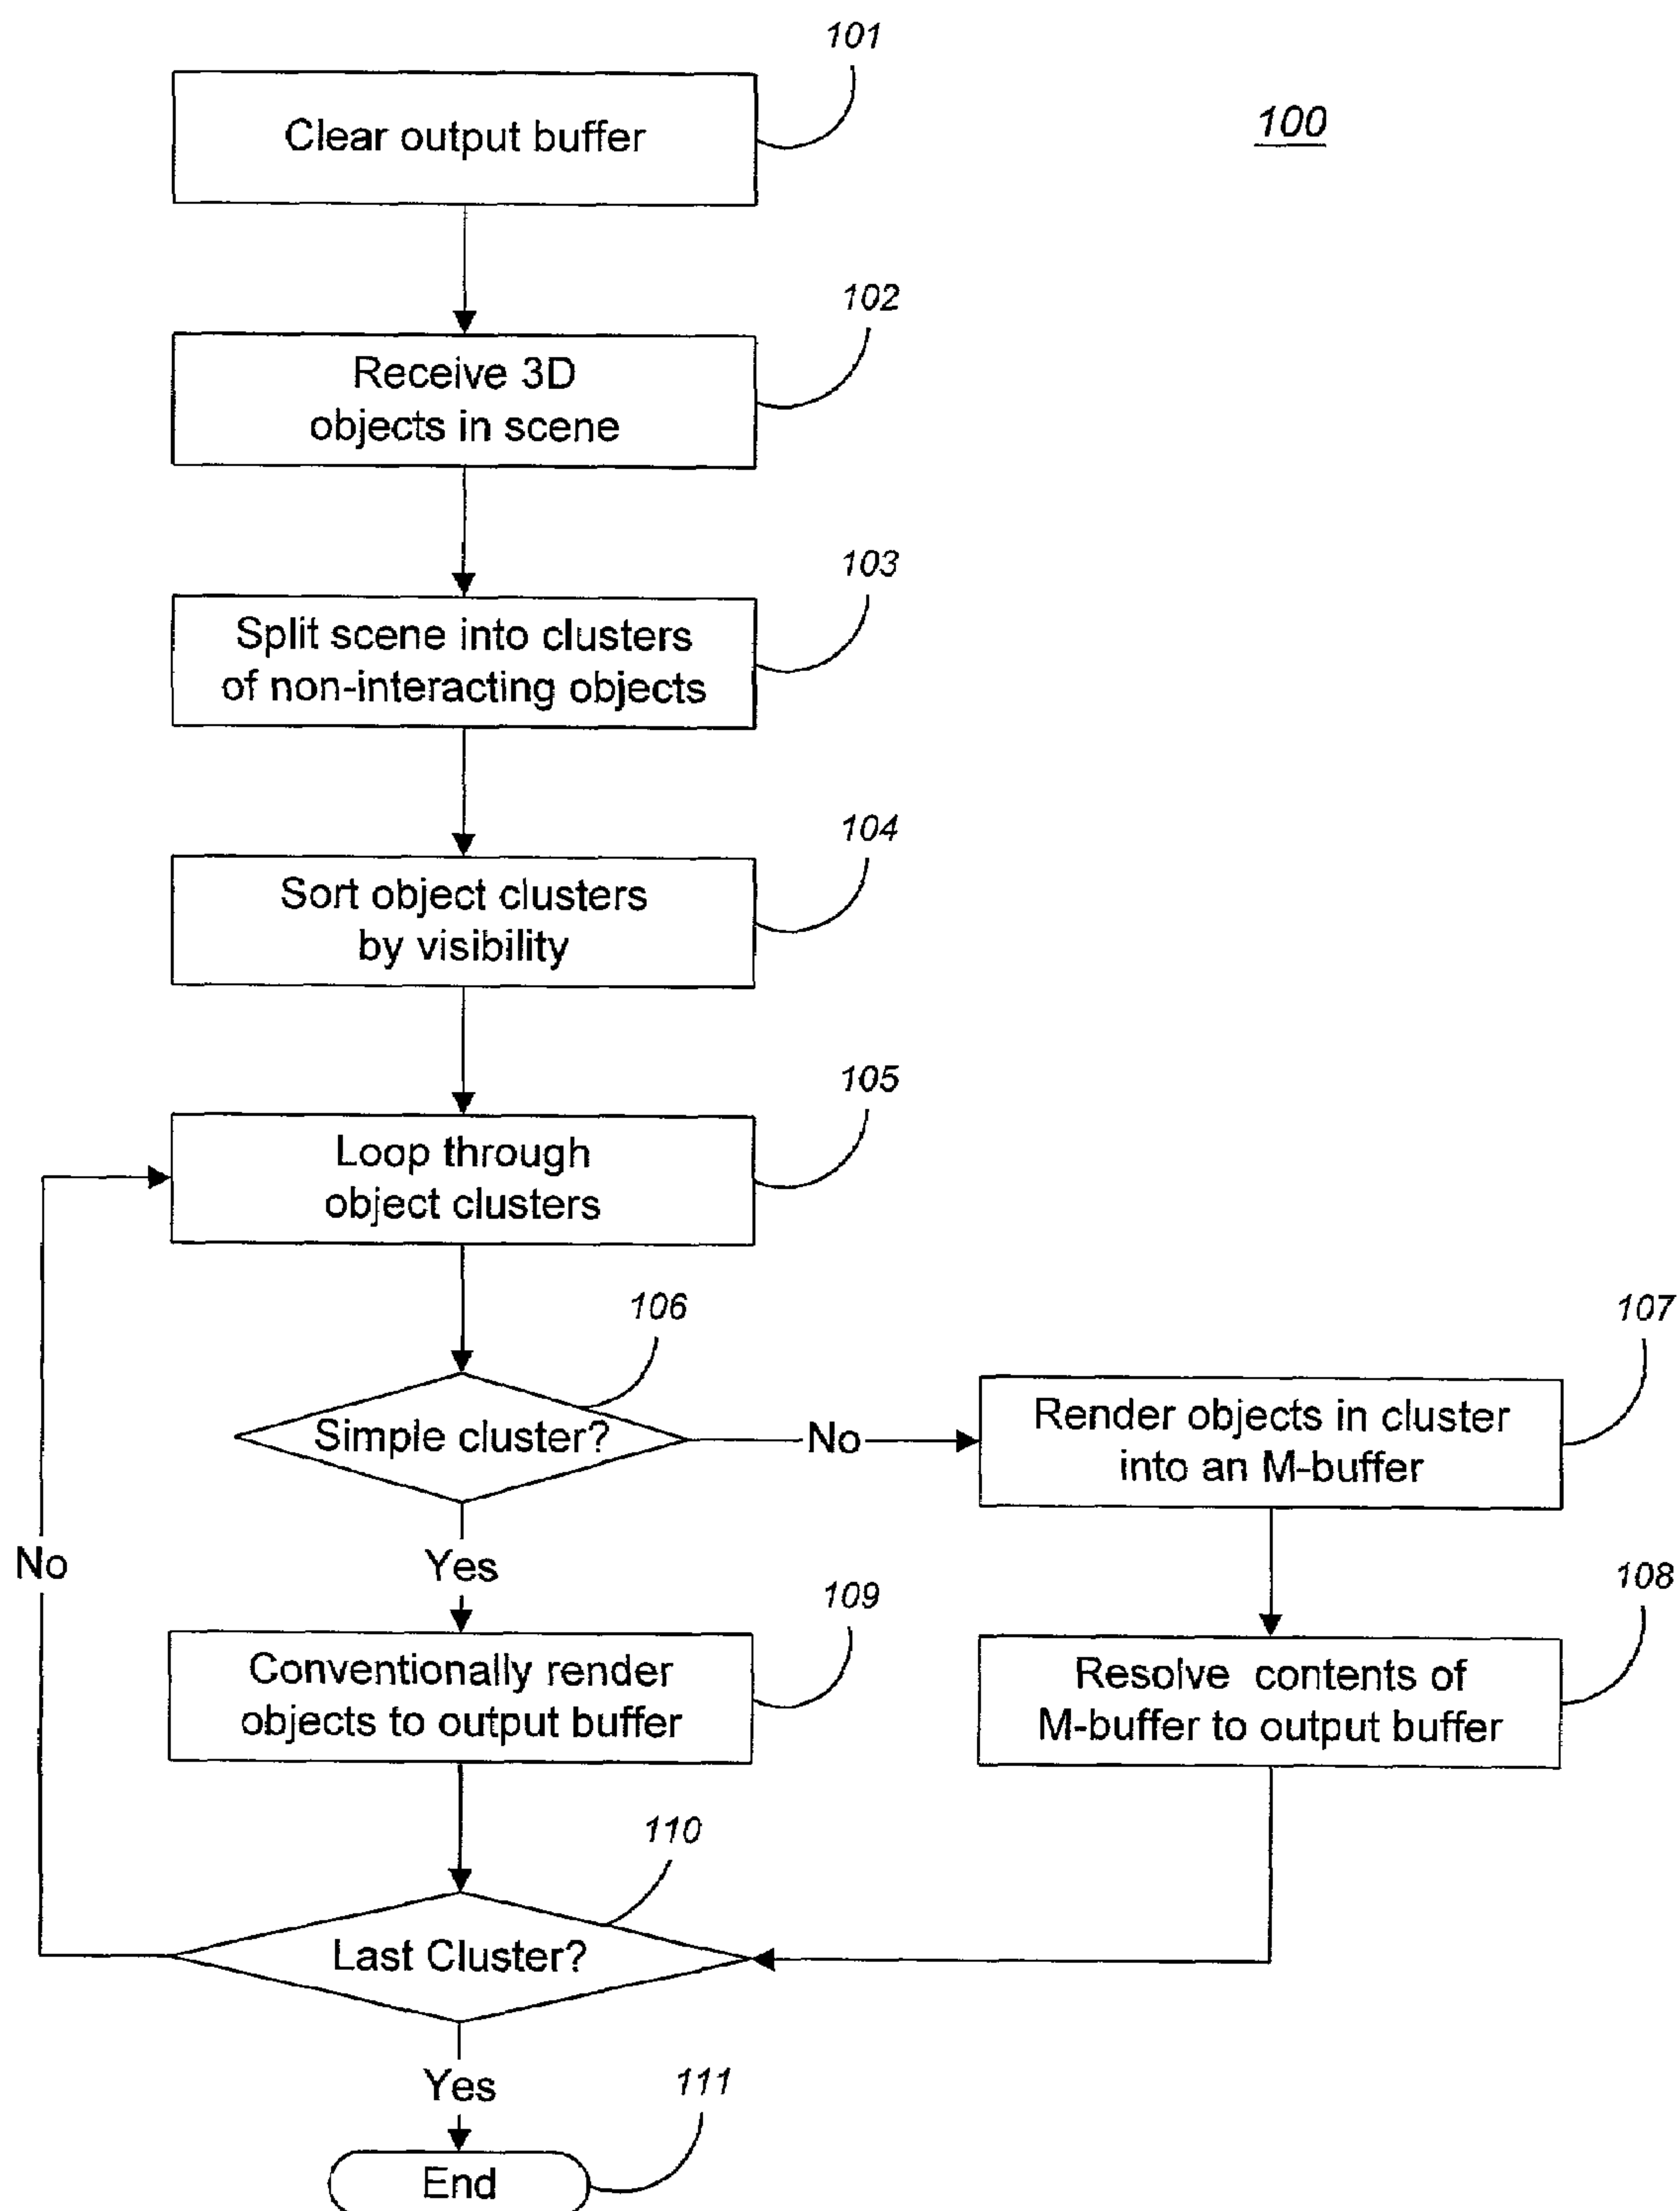 101
100
Clear output buffer
102
Receive 3D
objects in scene
103
Split scene into clusters
of non-interacting objects
104
Sort object clusters
by visibility
105
Loop through
object clusters
106
107
Simple cluster?
No
Render objects in cluster
into an M-buffer
No
Yes
109
108
Conventionally render
objects to output buffer
Resolve contents of
M-buffer to output buffer
110
Last Cluster?
Yes
111
End